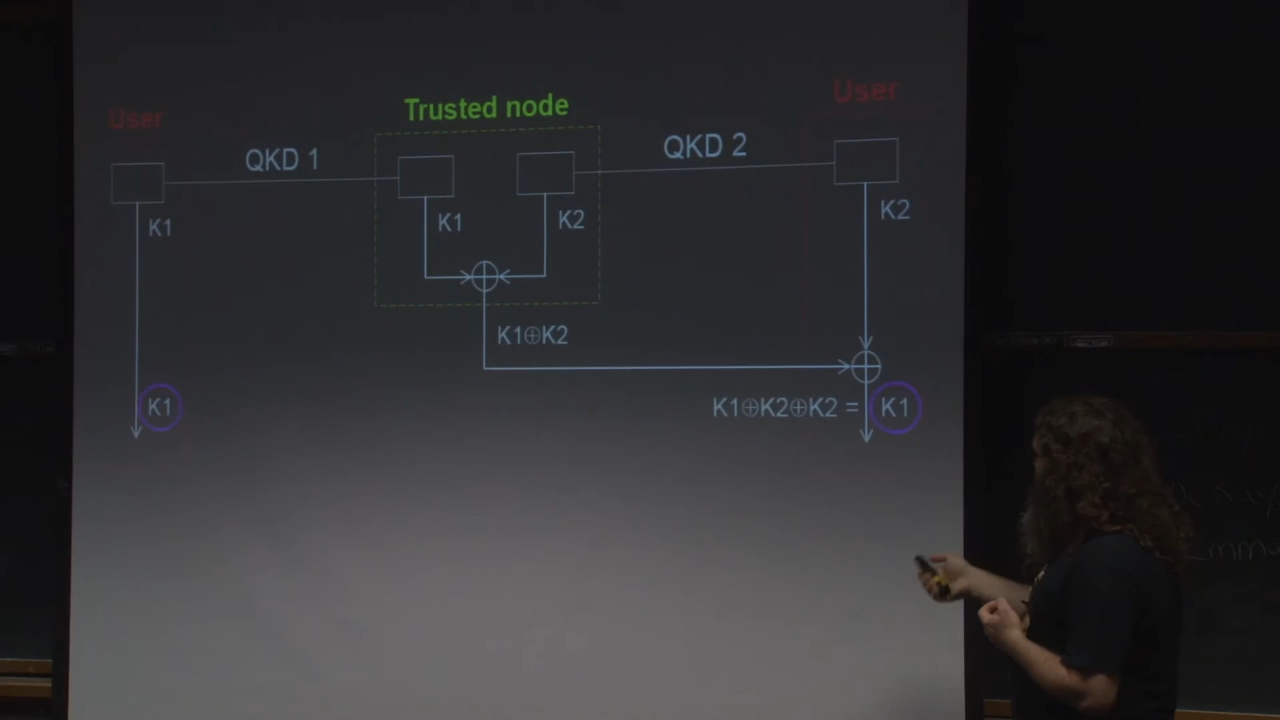 Trusted node
User
User
QKD 1
QKD 2
K1
K1
K2
K2
K1⊕K2
K1
K1⊕K2⊕K2 = K1